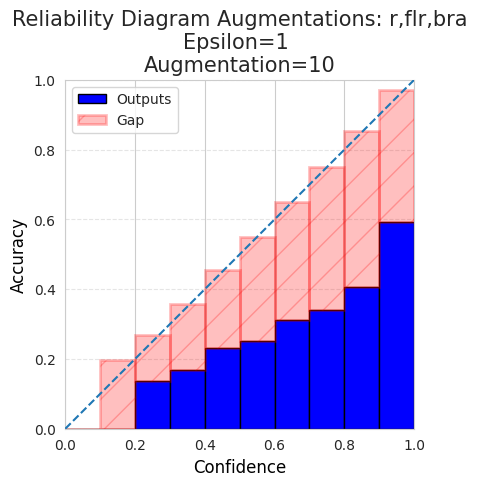 Reliability Diagram Augmentations: r,flr,bra
Epsilon=1
Augmentation=10
Outputs
Gap
Accuracy
1.0
0.8
0.6
0.4
0.2
0.0
0.0 0.2 0.4 0.6 0.8 1.0
Confidence